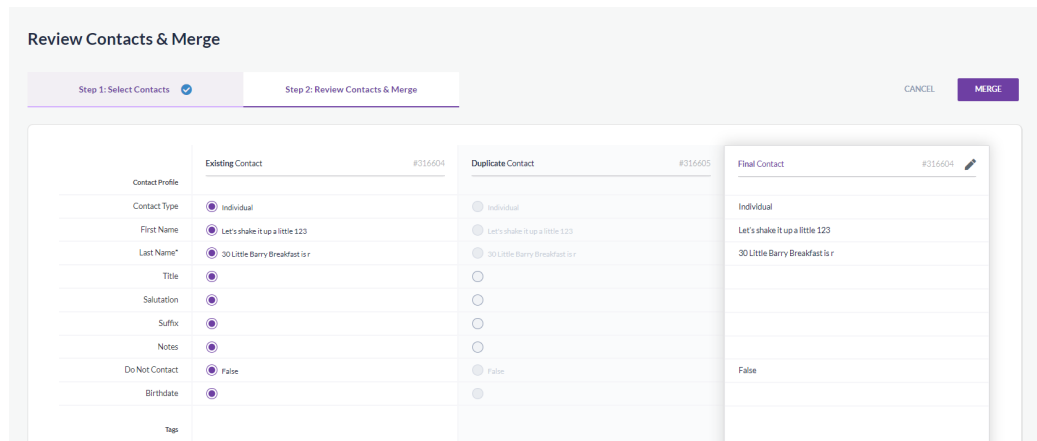 Review Contacts & Merge
Step 1: Select Contacts
Step 2: Review Contacts & Merge
CANCEL
MERGE
Existing Contact #316604
Duplicate Contact #316605
Final Contact #316604
Contact Profile
Contact Type Individual Individual Individual
First Name Let's shake it up a little 123 Let's shake it up a little 123 Let's shake it up a little 123
Last Name* 30 Little Barry Breakfast is r 30 Little Barry Breakfast is r 30 Little Barry Breakfast is r
Title
Salutation
Suffix
Notes
Do Not Contact False False False
Birthdate
Tags